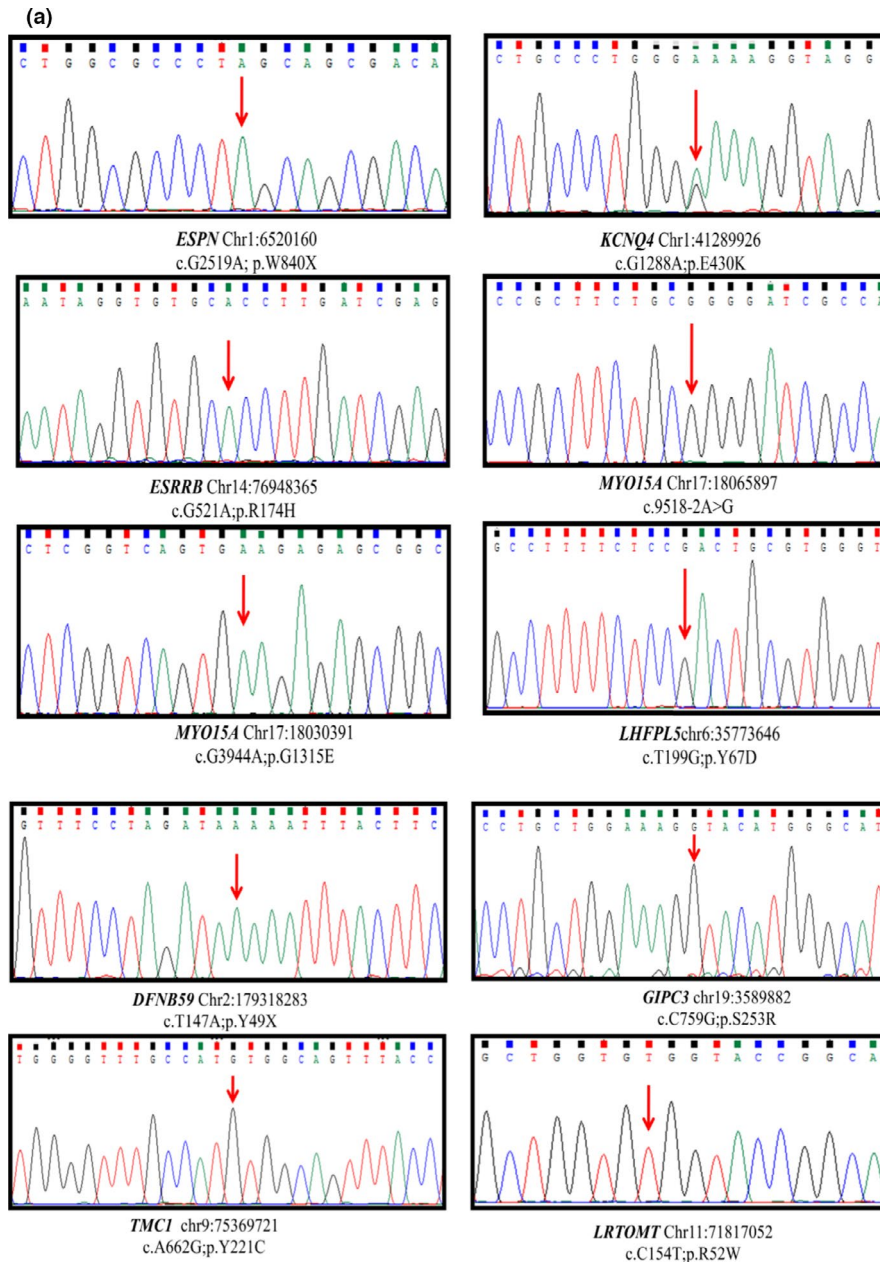 (a)
C T G G C G C C C T A G C A G C G A C A
C T G C C C T G G G A A A A G G T A G G
ESPN Chr1:6520160
c.G2519A; p.W840X
KCNQ4 Chr1:41289926
c.G1288A;p.E430K
A A T A G G T G T G C A C C T T G A T C G A G
C C G C T T C T G C G G G G A T C G C C A
ESRRB Chr14:76948365
c.G521A;p.R174H
MYO15A Chr17:18065897
c.9518-2A>G
C T C G G T C A G T G A A G A G A G C G G C
G C C T T T T C T C C G A C T G C G T G G G T
MYO15A Chr17:18030391
c.G3944A;p.G1315E
LHFPL5chr6:35773646
c.T199G;p.Y67D
G T T T C C T A G A T A A A A A T T T A C T T C
C C T G C T G G A A A G G T A C A T G G G C A T
DFNB59 Chr2:179318283
c.T147A;p.Y49X
GIPC3 chr19:3589882
c.C759G;p.S253R
T G G G G T T T G C C A T G T G G C A G T T T A C C
G C T G G T G T G G T A C C G G C A
TMC1 chr9:75369721
c.A662G;p.Y221C
LRTOMT Chr11:71817052
c.C154T;p.R52W